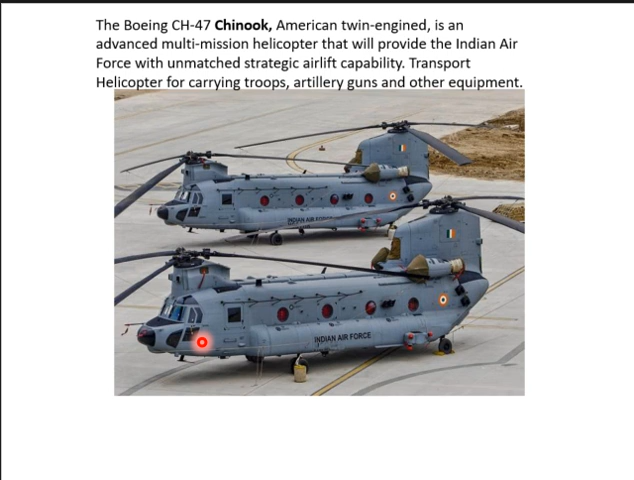 The Boeing CH-47 Chinook, American twin-engined, is an
advanced multi-mission helicopter that will provide the Indian Air
Force with unmatched strategic airlift capability. Transport
Helicopter for carrying troops, artillery guns and other equipment.
INDIAN AIR FORCE
INDIAN AIR FORCE